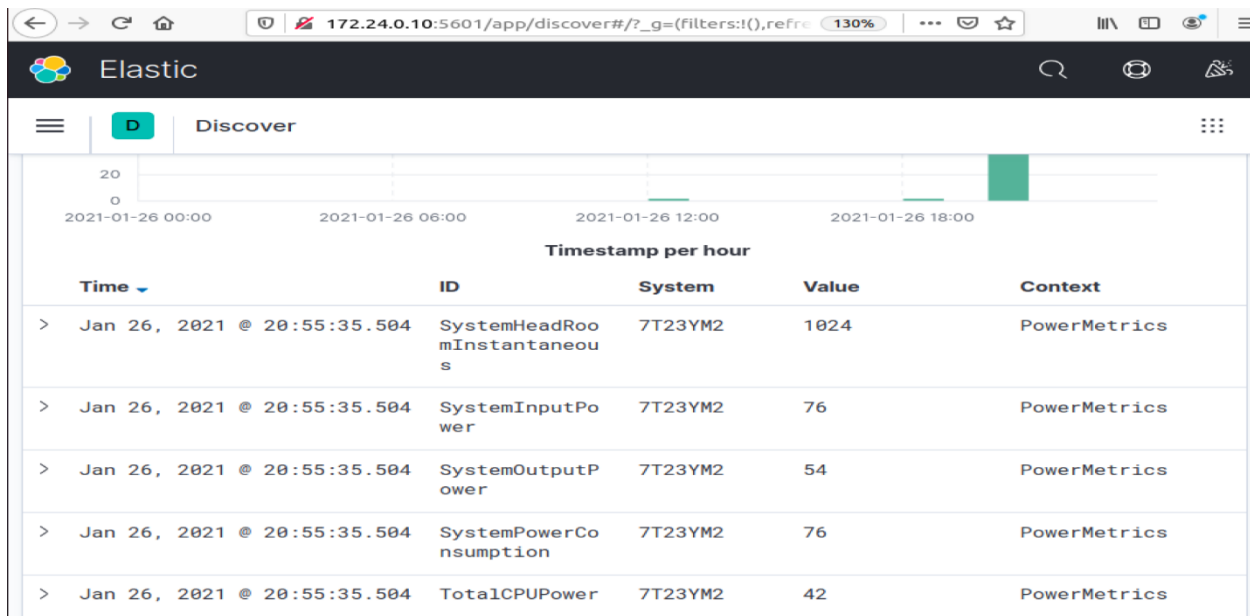 172.24.0.10:5601/app/discover#/?_g=(filters:!(),refre 130%
Elastic
D Discover
20
0
2021-01-26 00:00 2021-01-26 06:00 2021-01-26 12:00 2021-01-26 18:00
Timestamp per hour
Time ID System Value Context
> Jan 26, 2021 @ 20:55:35.504 SystemHeadRoo 7T23YM2 1024 PowerMetrics
mInstantaneou
s
> Jan 26, 2021 @ 20:55:35.504 SystemInputPo 7T23YM2 76 PowerMetrics
wer
> Jan 26, 2021 @ 20:55:35.504 SystemOutputP 7T23YM2 54 PowerMetrics
ower
> Jan 26, 2021 @ 20:55:35.504 SystemPowerCo 7T23YM2 76 PowerMetrics
nsumption
> Jan 26, 2021 @ 20:55:35.504 TotalCPUPower 7T23YM2 42 PowerMetrics